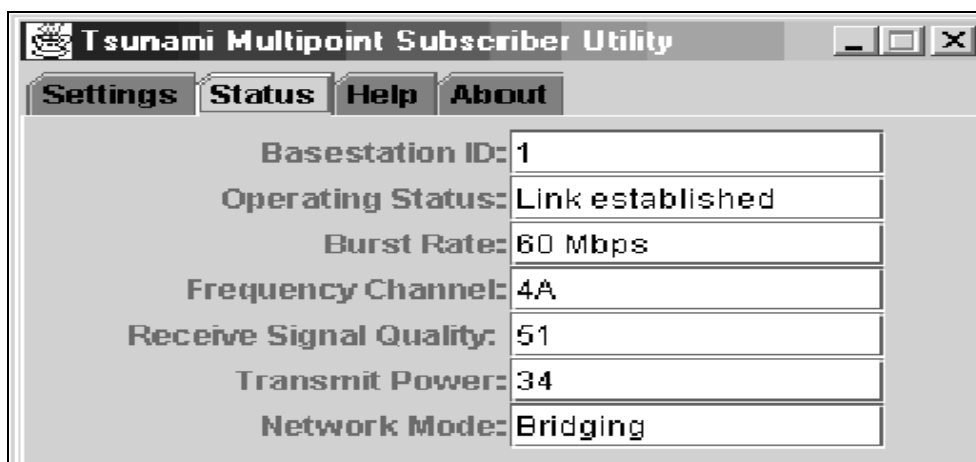 Tsunami Multipoint Subscriber Utility
Settings Status Help About
Basestation ID: 1
Operating Status: Link established
Burst Rate: 60 Mbps
Frequency Channel: 4A
Receive Signal Quality: 51
Transmit Power: 34
Network Mode: Bridging